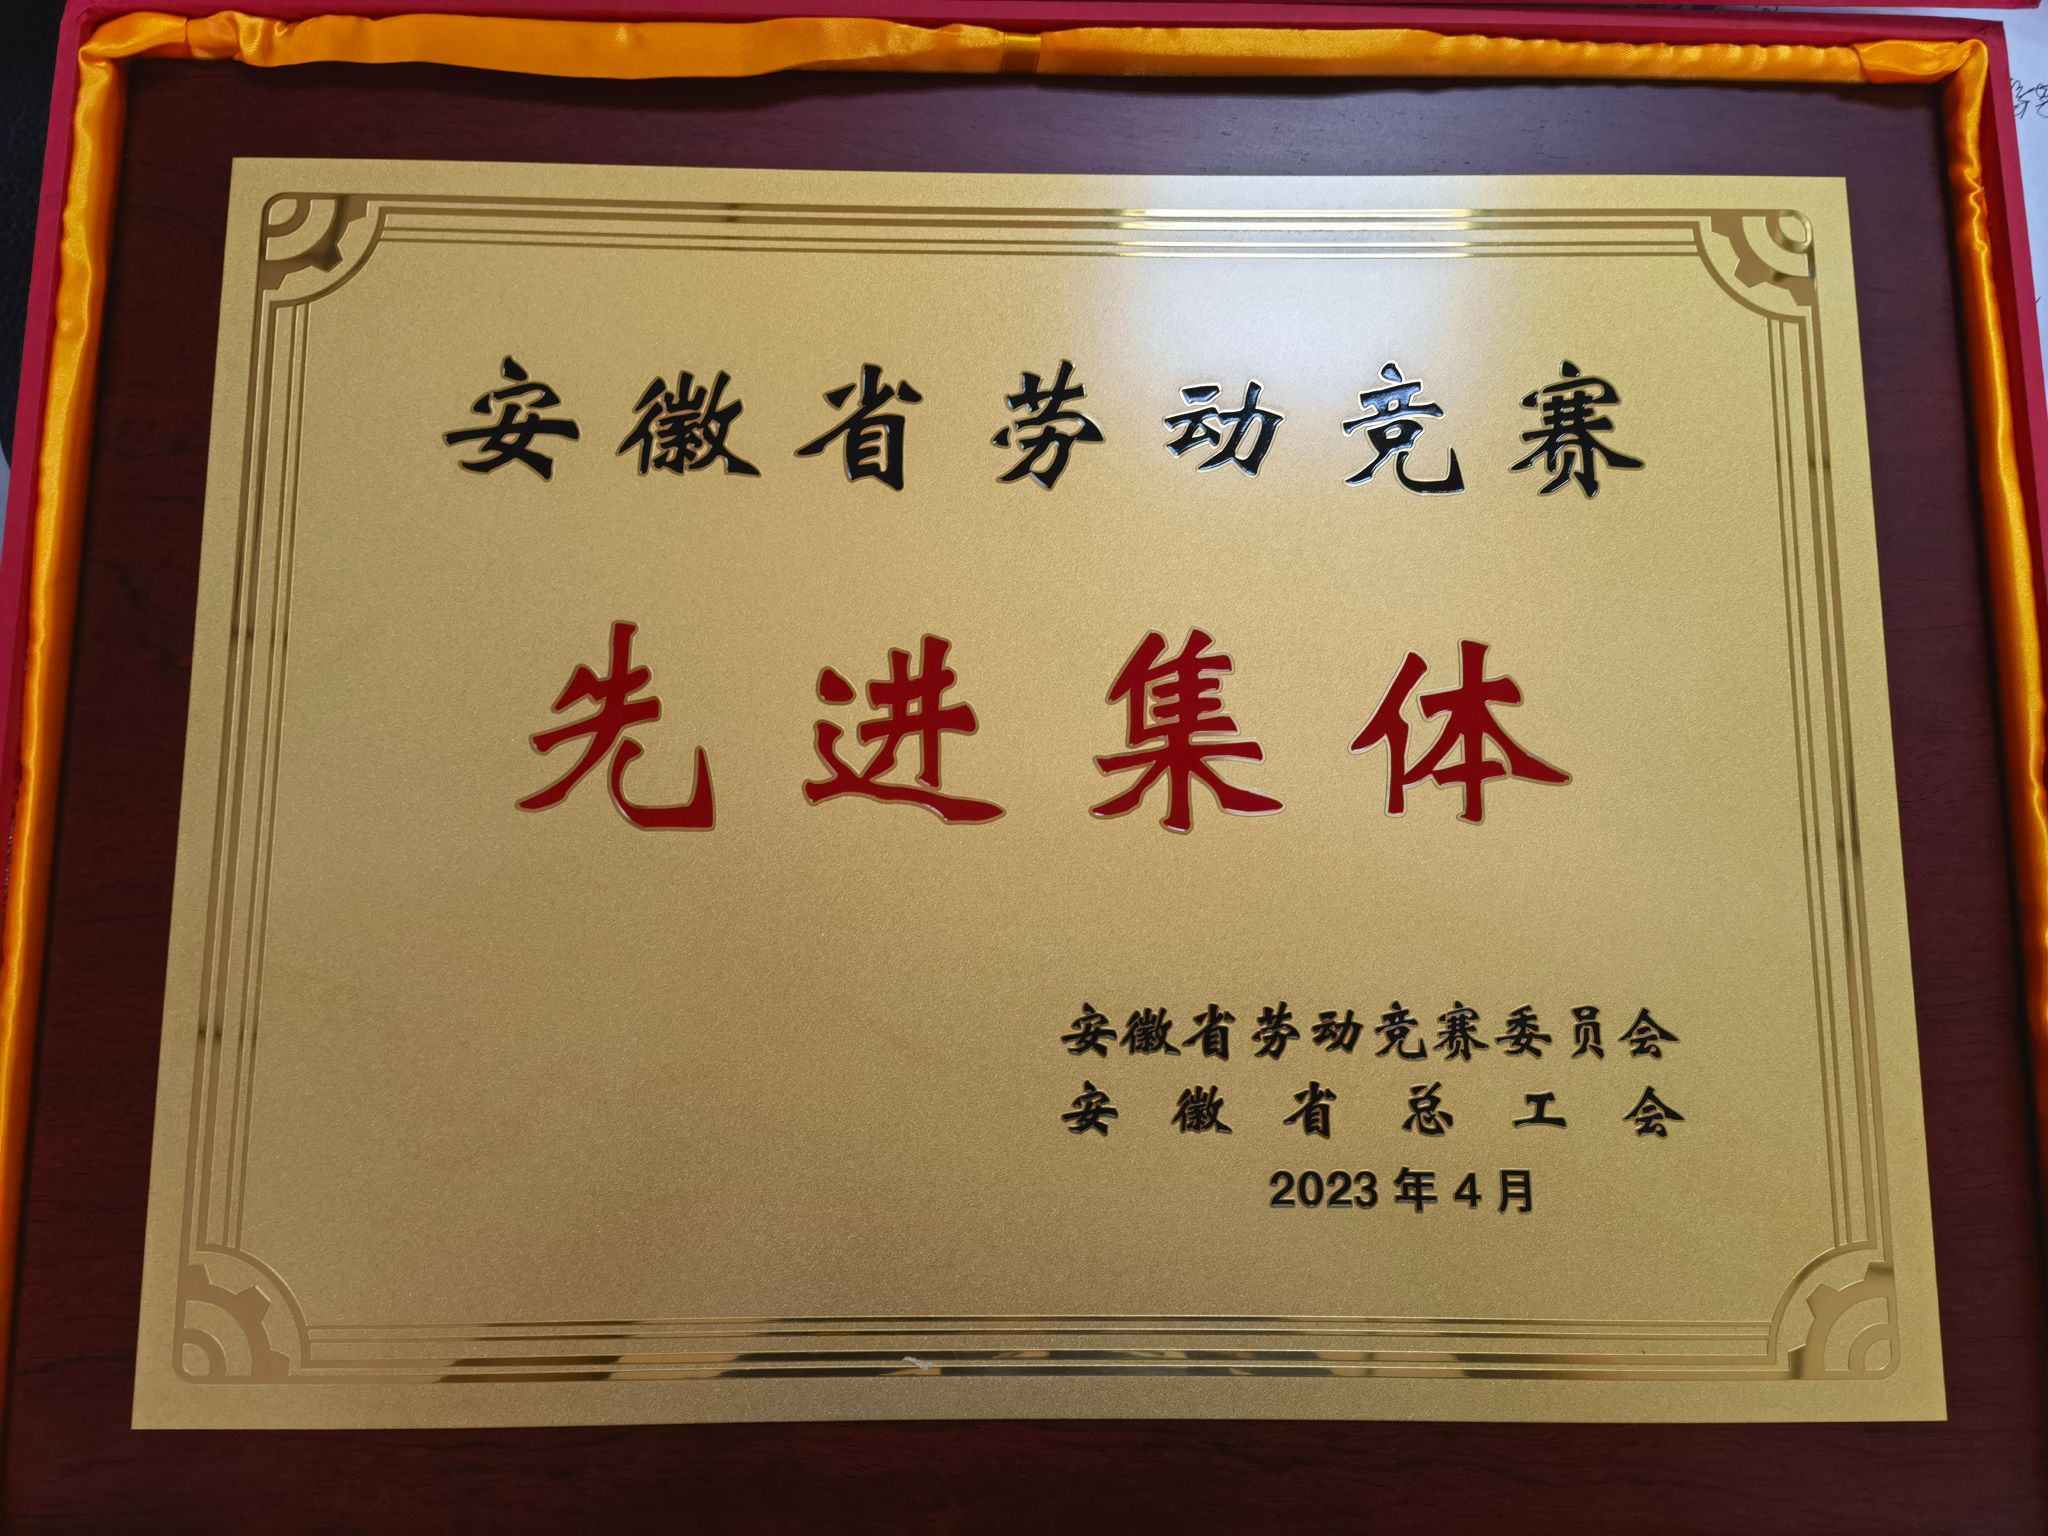 安徽省劳动竞赛
先进集体
安徽省劳动竞赛委员会
安徽省总工会
2023年4月